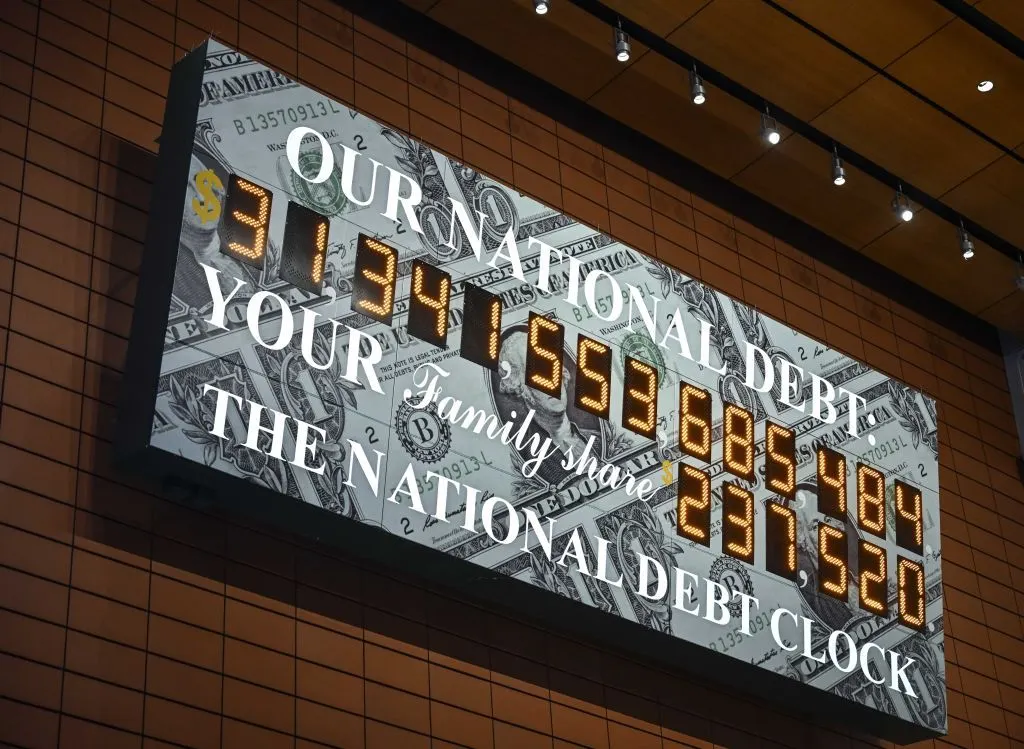 OUR NATIONAL DEBT:
$31,341,553,685,484
YOUR Family share $237,520
THE NATIONAL DEBT CLOCK